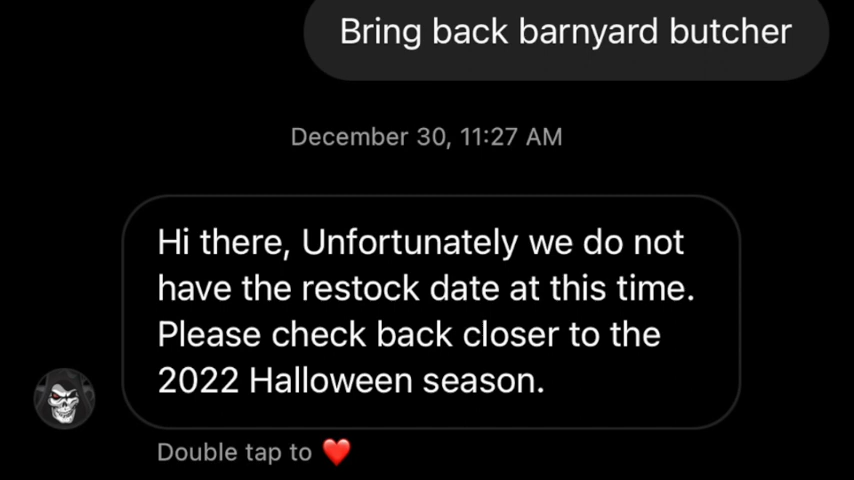 Bring back barnyard butcher
December 30, 11:27 AM
Hi there, Unfortunately we do not
have the restock date at this time.
Please check back closer to the
2022 Halloween season.
Double tap to ❤️